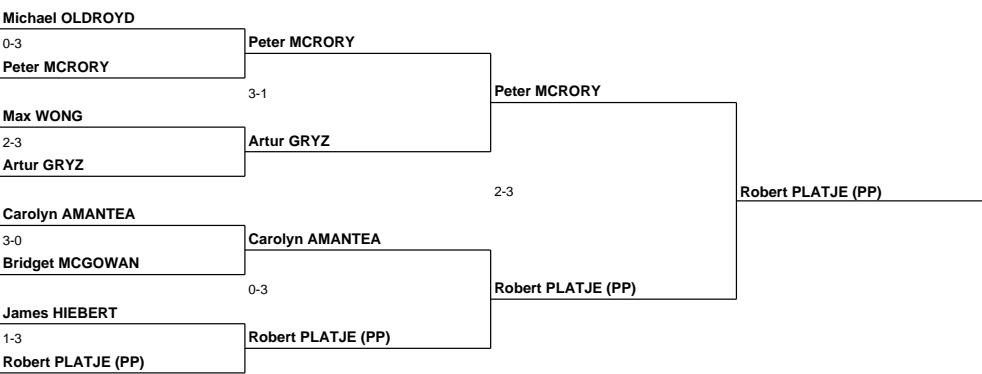 Michael OLDROYD
0-3
Peter MCRORY
Peter MCRORY
3-1
Peter MCRORY
Max WONG
2-3
Artur GRYZ
Artur GRYZ
2-3
Robert PLATJE (PP)
Carolyn AMANTEA
3-0
Carolyn AMANTEA
Bridget MCGOWAN
0-3
Robert PLATJE (PP)
James HIEBERT
1-3
Robert PLATJE (PP)
Robert PLATJE (PP)